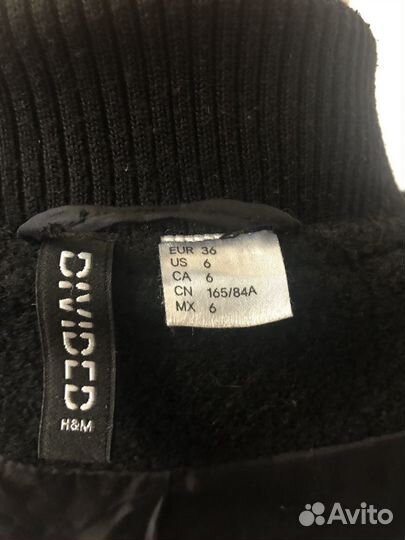 DIVIDED
H&M
EUR 36
US 6
CA 6
CN 165/84A
MX 6
Avito